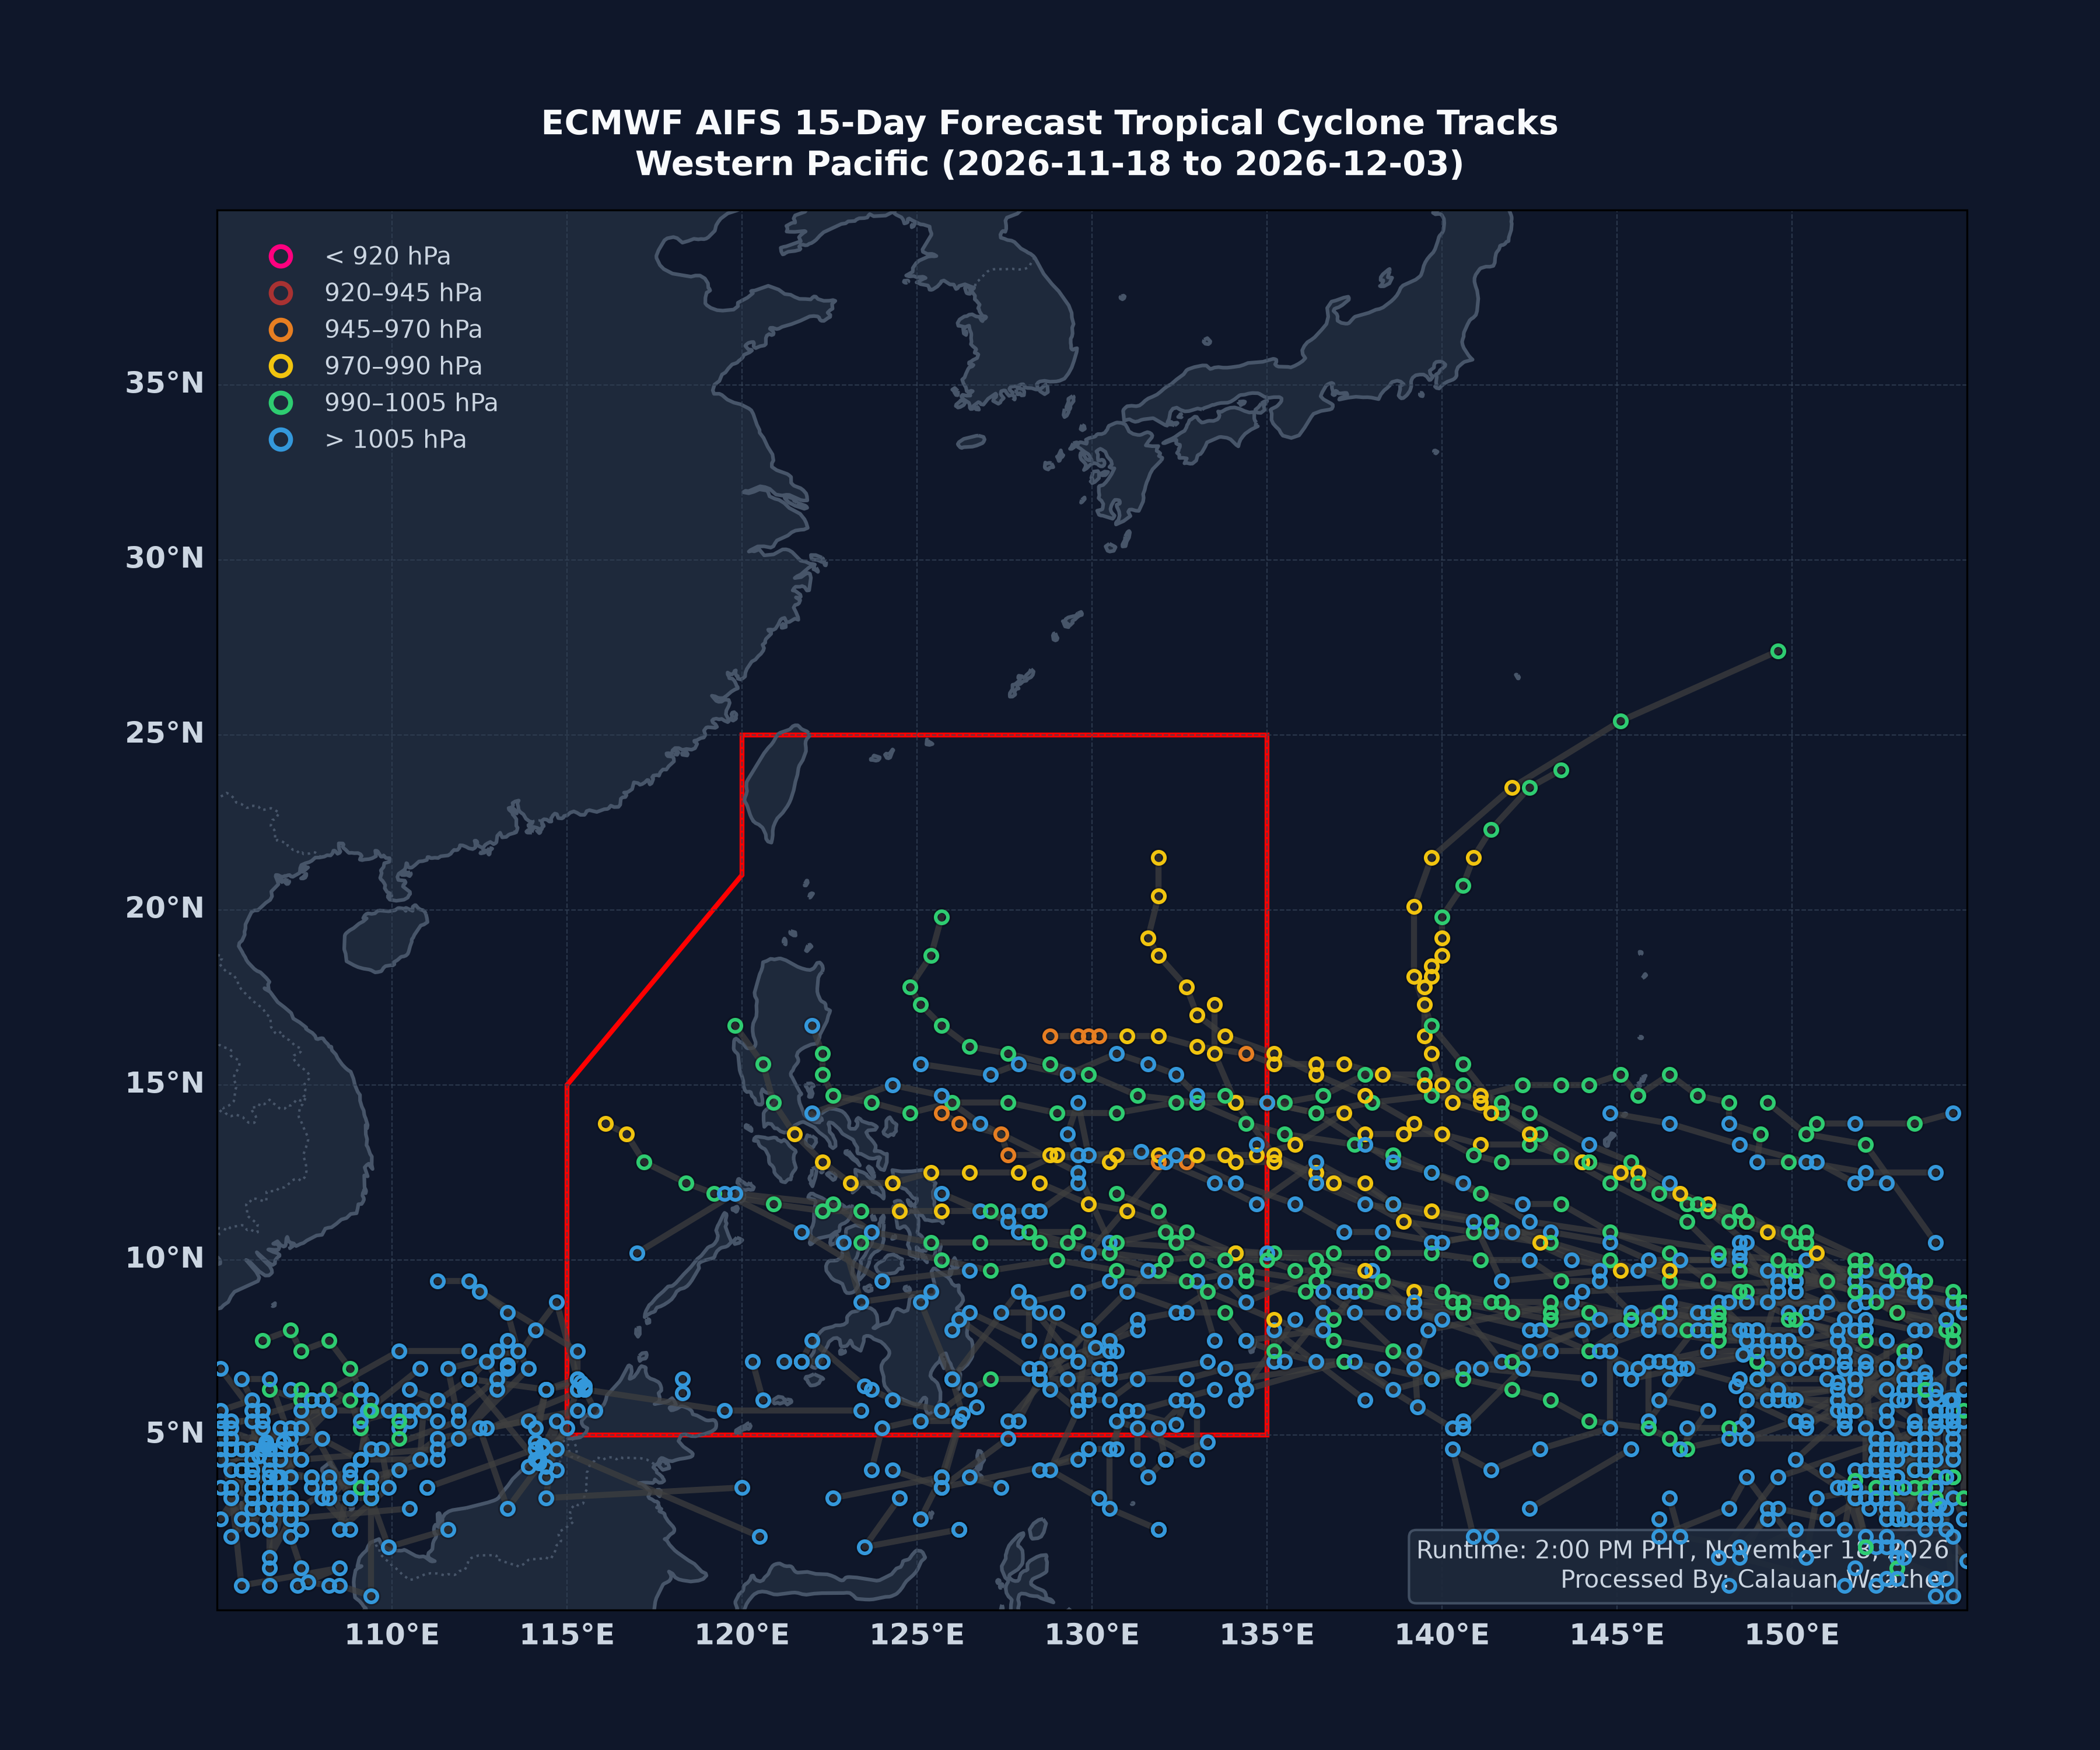 ECMWF AIFS 15-Day Forecast Tropical Cyclone Tracks
Western Pacific (2026-11-18 to 2026-12-03)
< 920 hPa
920–945 hPa
945–970 hPa
970–990 hPa
990–1005 hPa
> 1005 hPa
35°N
30°N
25°N
20°N
15°N
10°N
5°N
Runtime: 2:00 PM PHT, November 18, 2026
Processed By: Calauan Weather
110°E
115°E
120°E
125°E
130°E
135°E
140°E
145°E
150°E